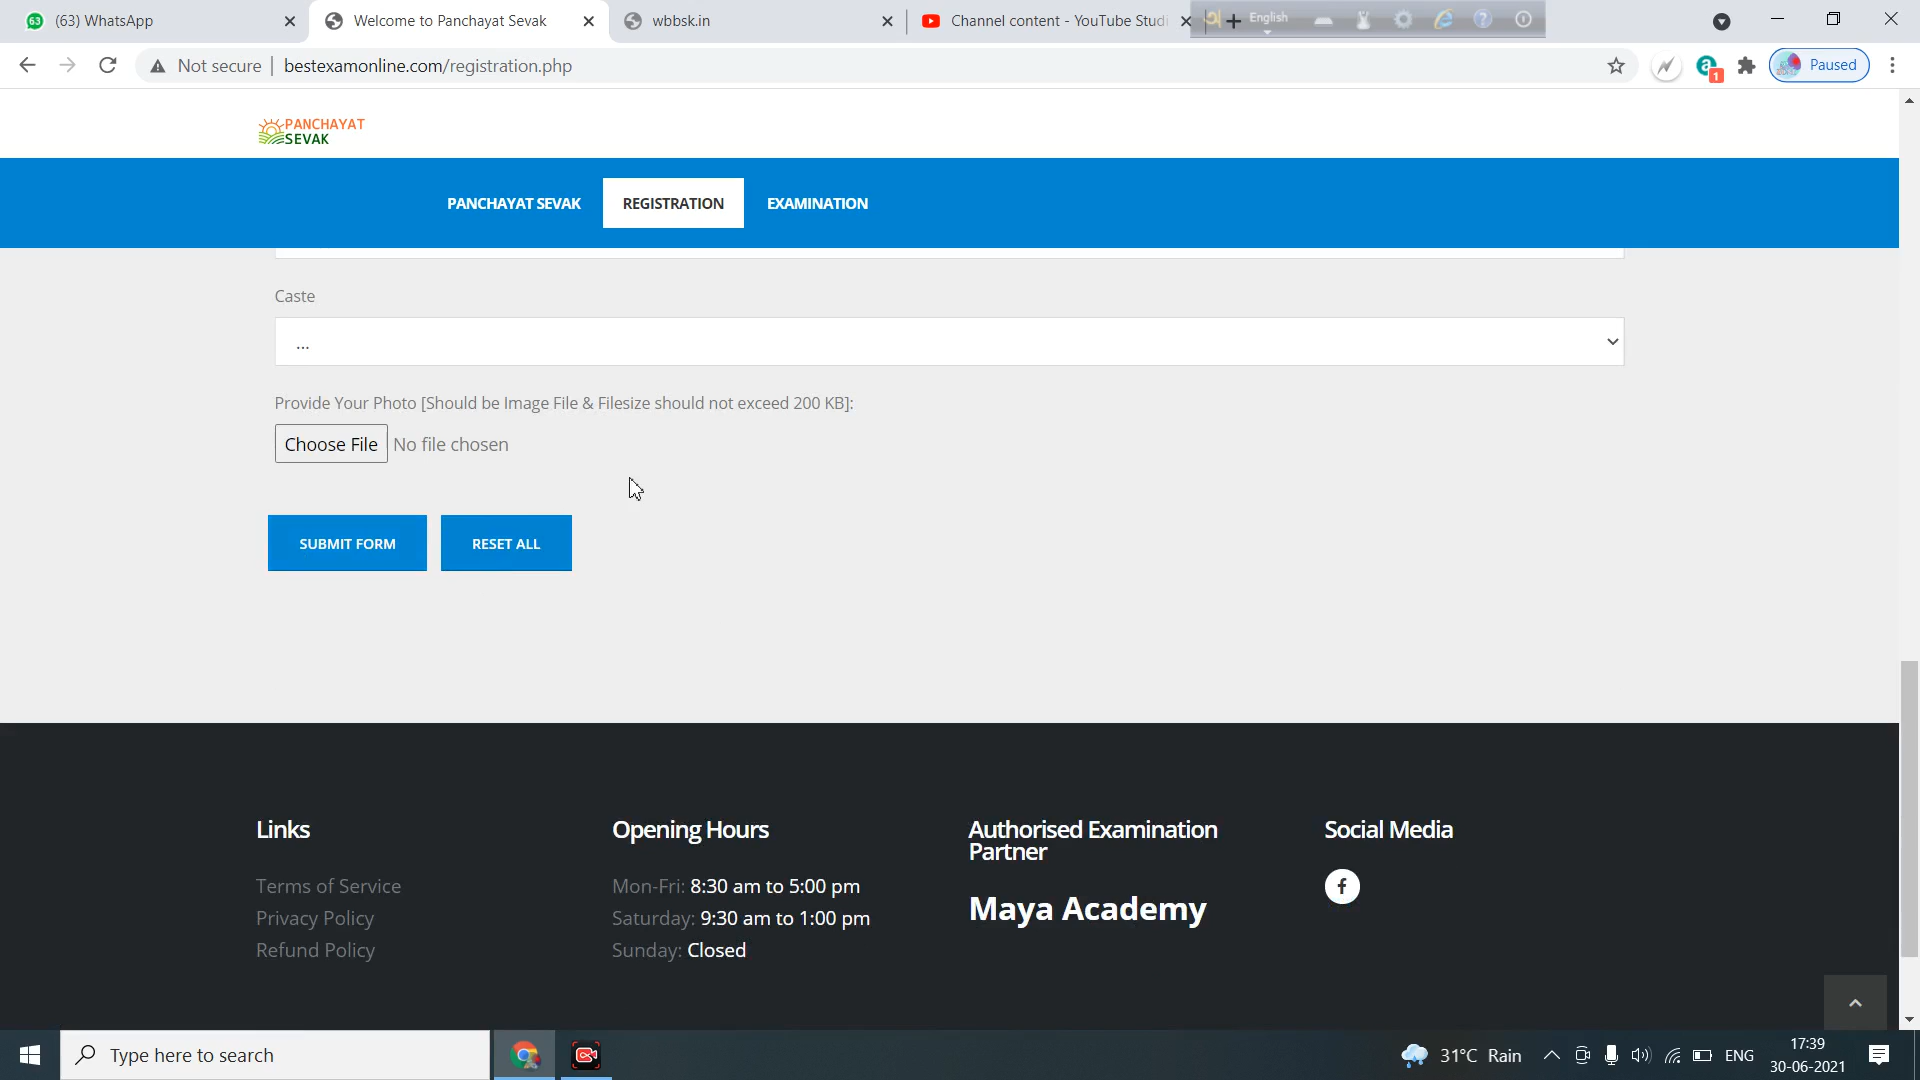 63
(63) WhatsApp
Welcome to Panchayat Sevak
wbbsk.in
Channel content - YouTube Studi
English
Not secure
bestexamonline.com/registration.php
1
Paused
PANCHAYAT
SEVAK
PANCHAYAT SEVAK
REGISTRATION
EXAMINATION
Caste
...
Provide Your Photo [Should be Image File & Filesize should not exceed 200 KB]:
Choose File
No file chosen
SUBMIT FORM
RESET ALL
Links
Terms of Service
Privacy Policy
Refund Policy
Opening Hours
Mon-Fri: 8:30 am to 5:00 pm
Saturday: 9:30 am to 1:00 pm
Sunday: Closed
Authorised Examination
Partner
Maya Academy
Social Media
Type here to search
31°C Rain
ENG
17:39
30-06-2021